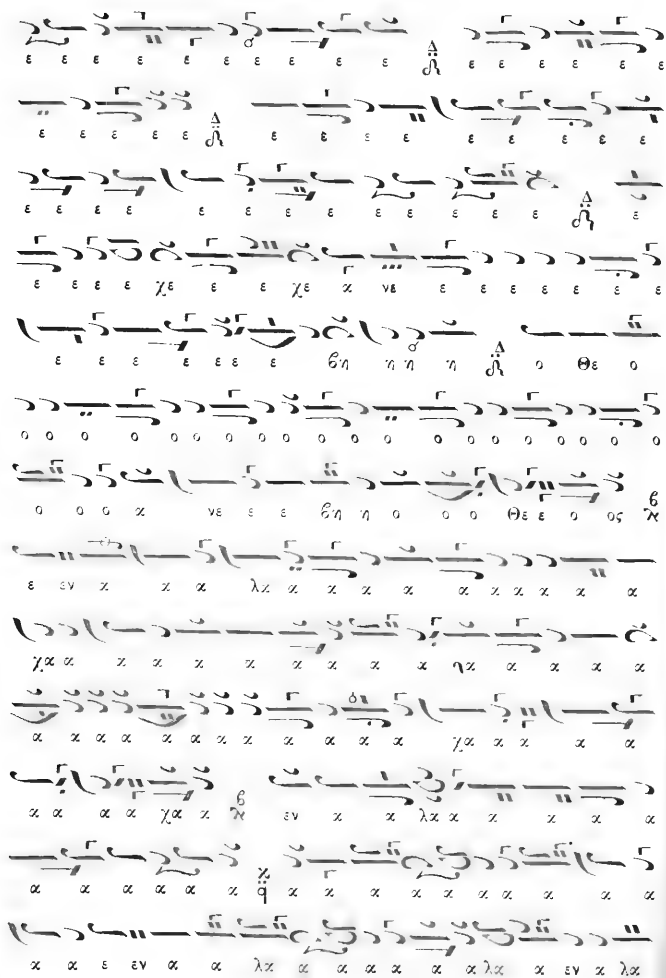 ε ε ε ε ε ε ε ε ε ε Δ ε ε ε ε ε ε
ε ε ε ε ε Δ ε ε ε ε ε ε ε ε ε
ε ε ε ε ε ε ε ε ε ε ε ε ε ε Δ ε
ε ε ε ε χε ε ε χε α νε ε ε ε ε ε ε ε
ε ε ε ε ε ε ε βη η η η Δ ο Θε ο
ο ο ο ο ο ο ο ο ο ο ο ο ο ο ο ο ο ο ο ο
ο ο ο α νε ε ε βη η ο ο ο Θε ε ο ος
ε εν α α α λα α α α α α α α α α α
χα α α α α α α α α α ηα α α α α
α α α α α α α α α α α α χα α α α α
α α α α χα α εν α α λα α α α α α
α α α α α α α α α α α α α α α α
α α ε εν α α λα α α α α α α λα α εν α λα